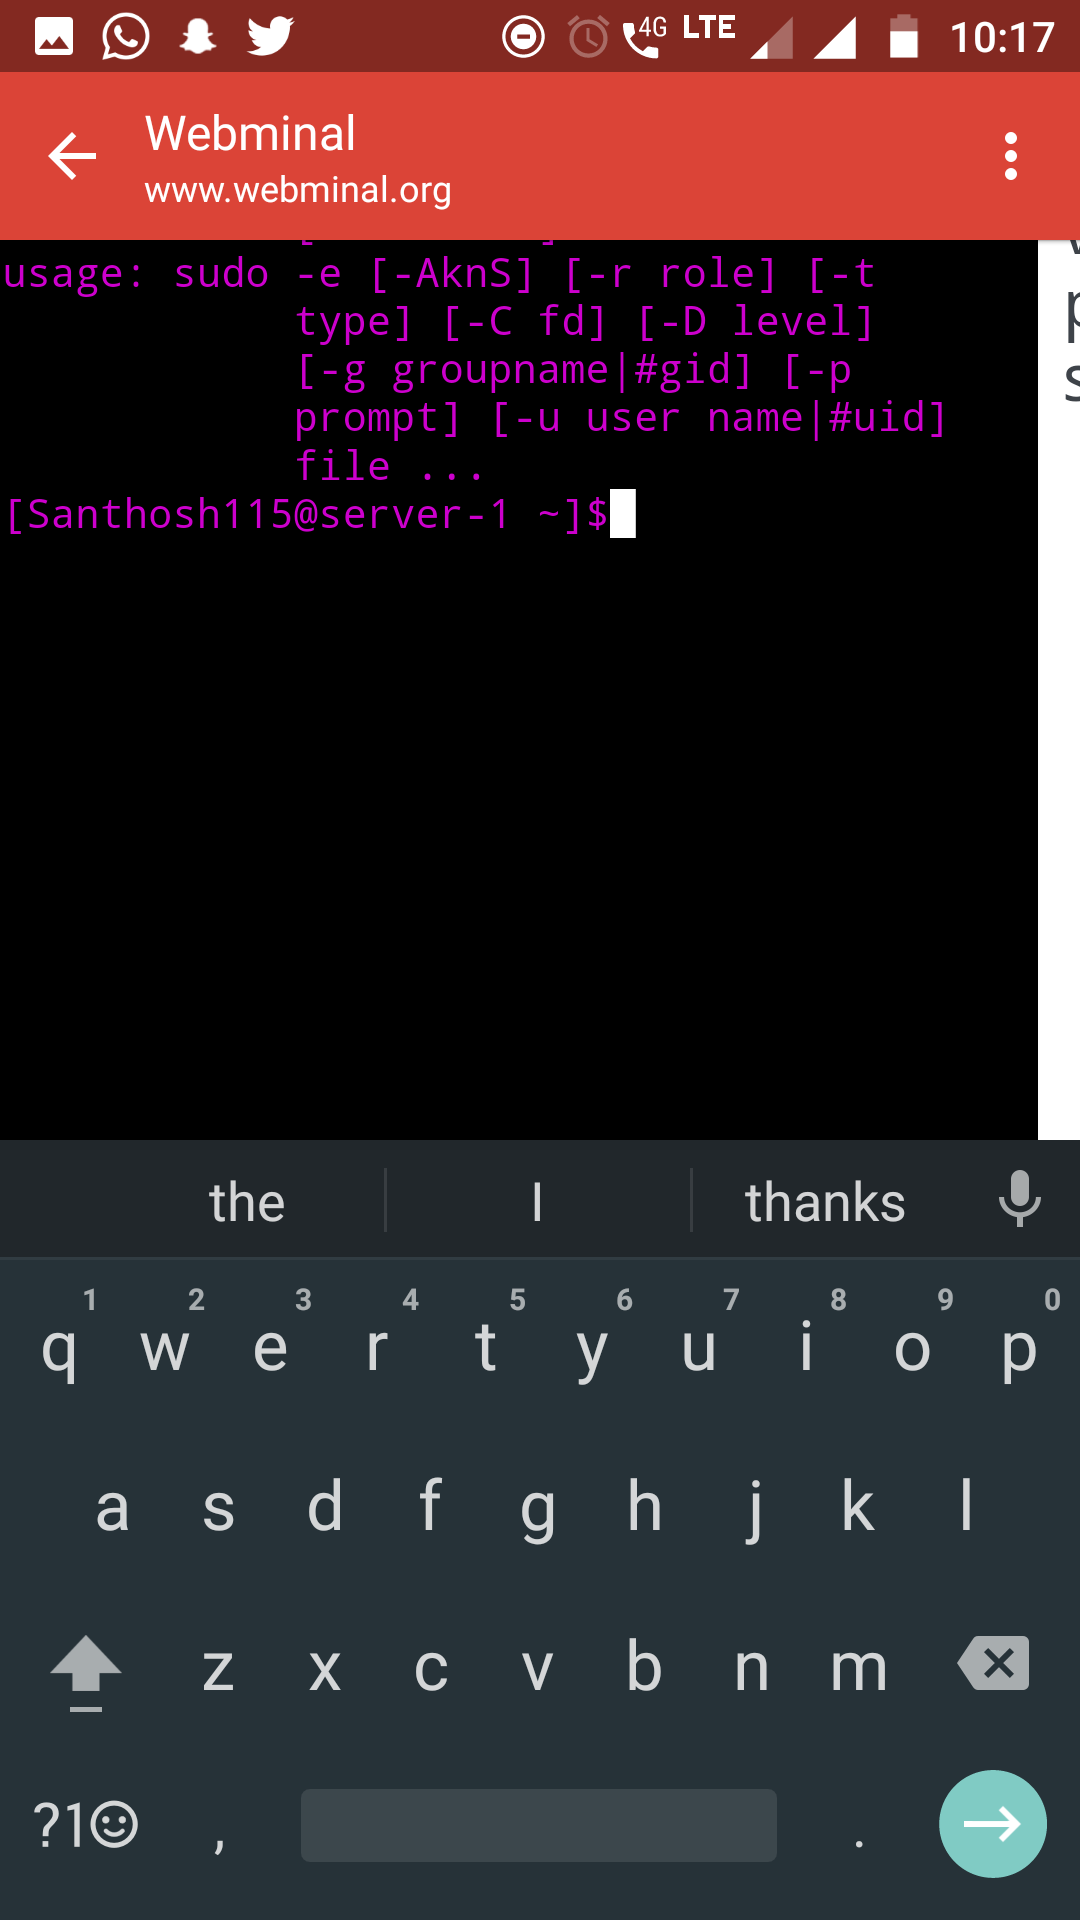 4G LTE 10:17
Webminal
www.webminal.org
usage: sudo -e [-AknS] [-r role] [-t
type] [-C fd] [-D level]
[-g groupname|#gid] [-p
prompt] [-u user name|#uid]
file ...
[Santhosh115@server-1 ~]$
p
s
the I thanks
1 2 3 4 5 6 7 8 9 0
q w e r t y u i o p
a s d f g h j k l
z x c v b n m
?1☺ , .